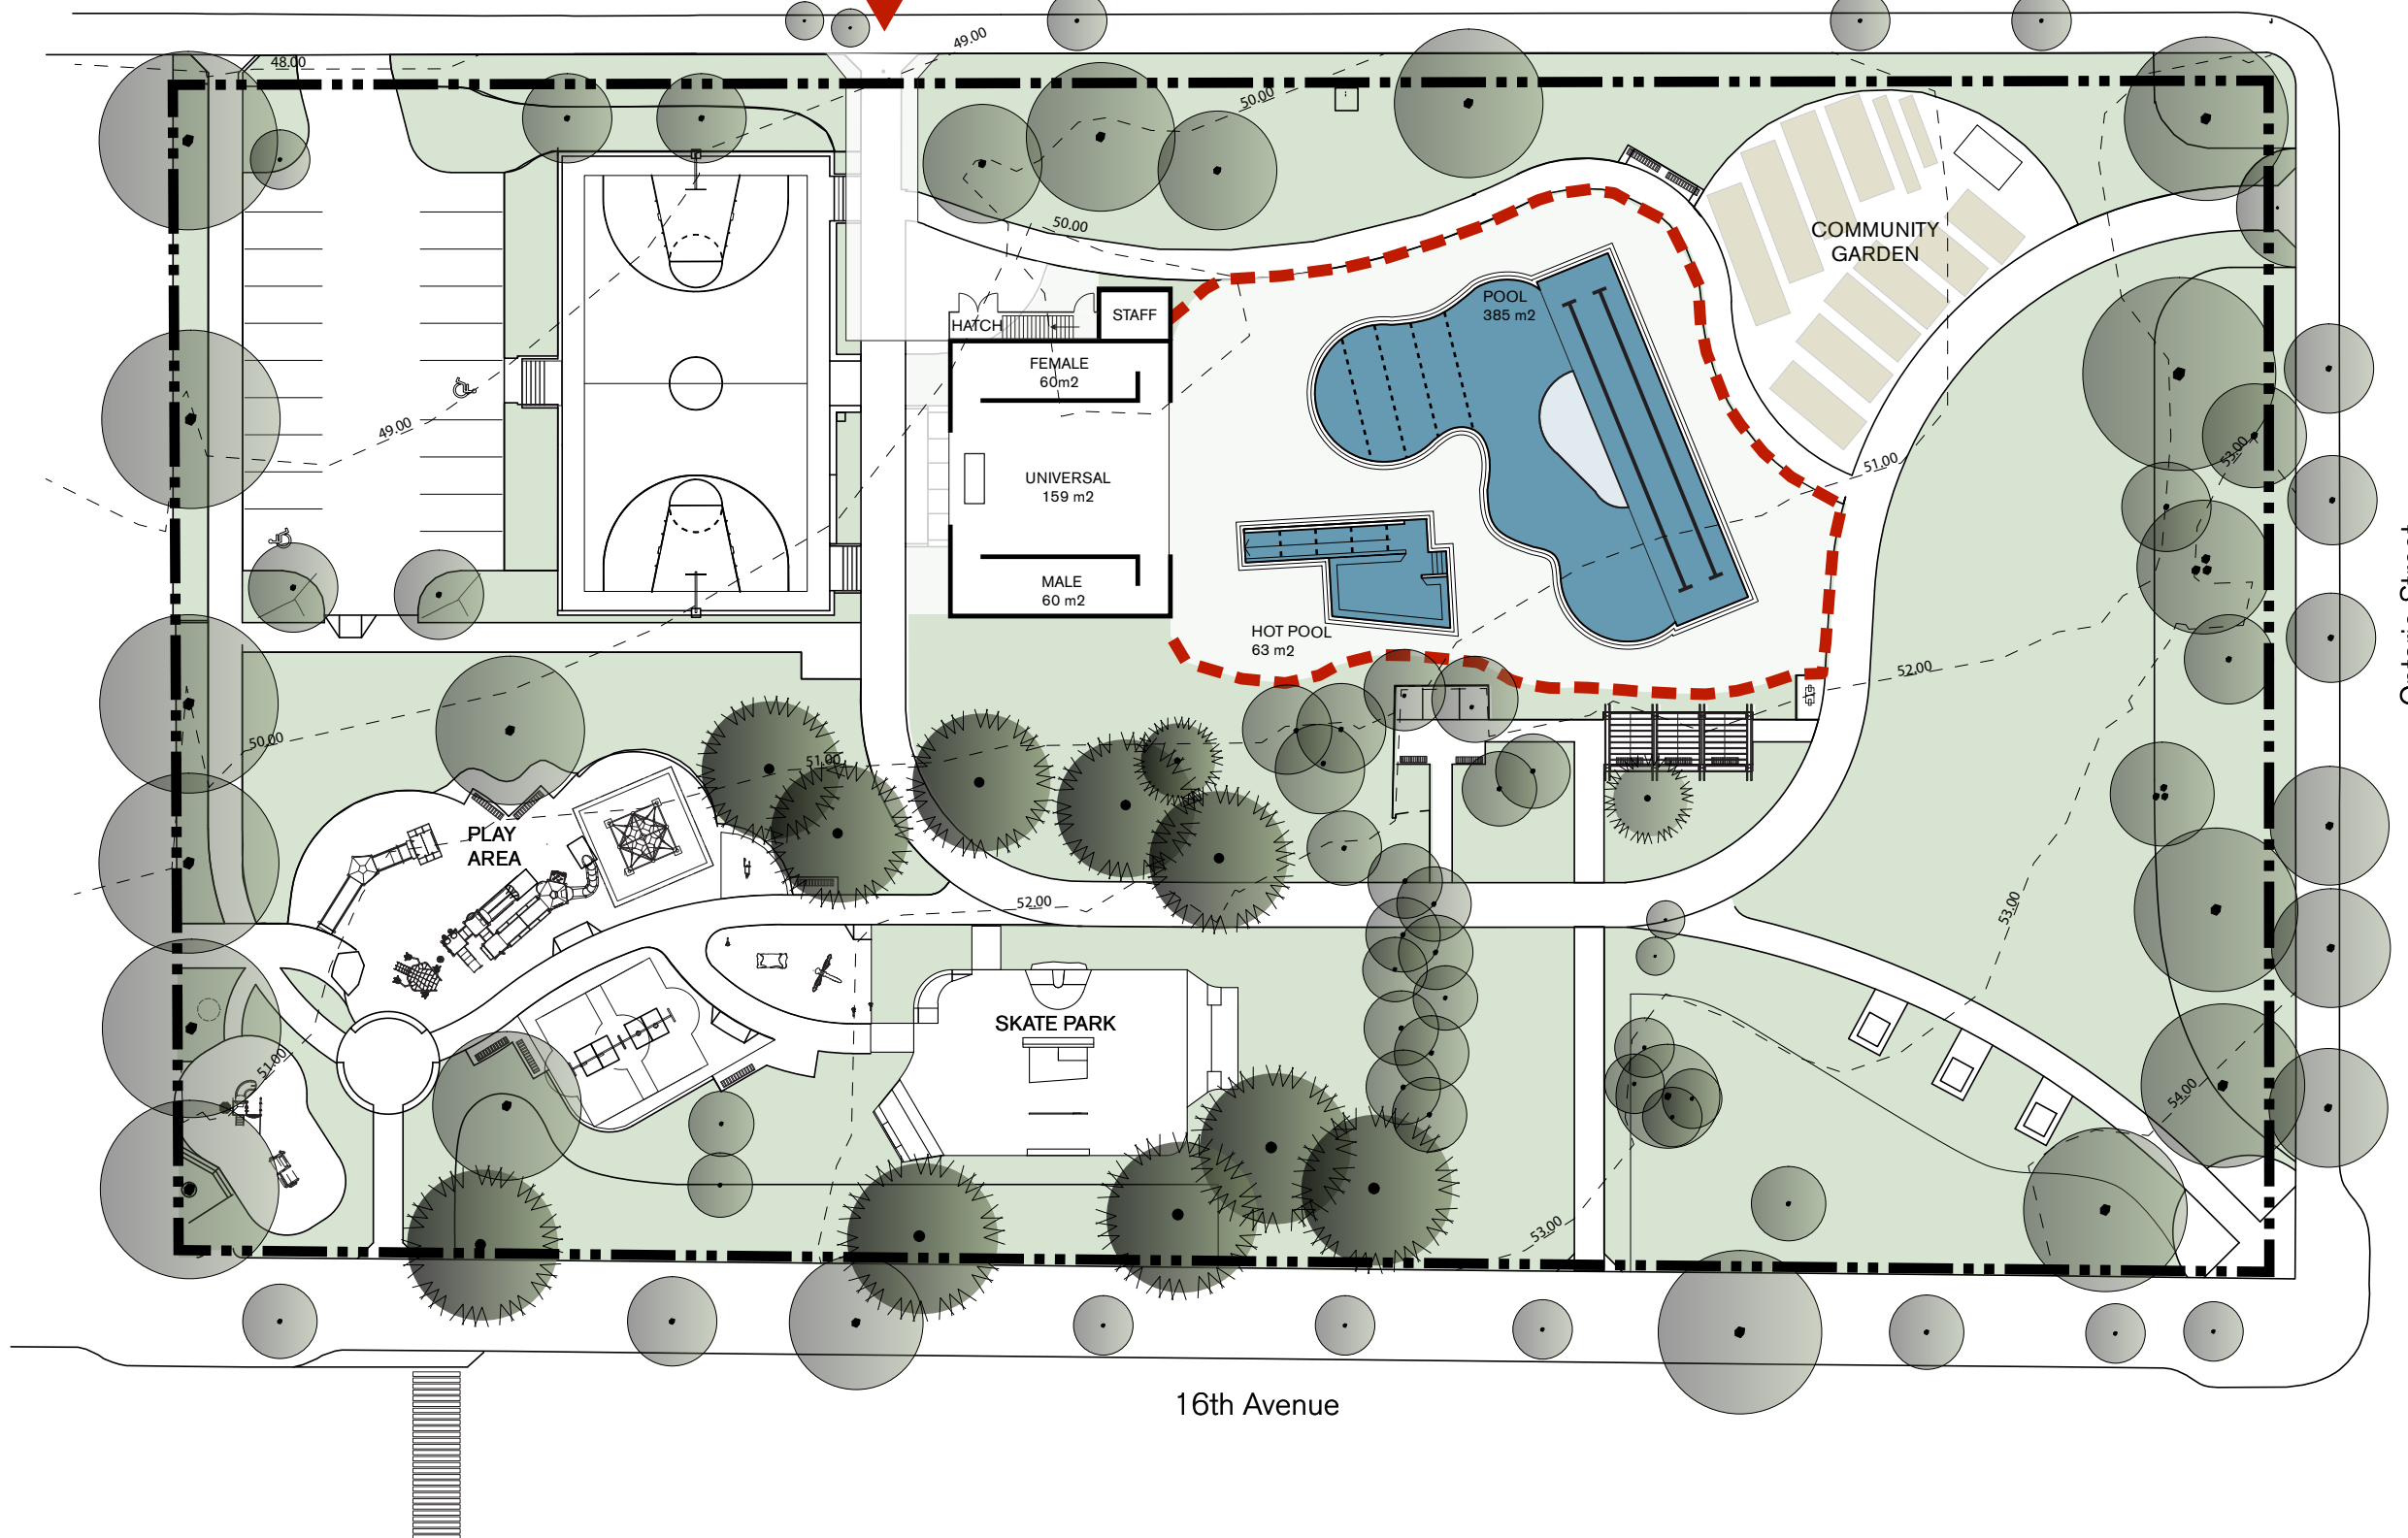 49.00
48.00
50.00
50.00
COMMUNITY
GARDEN
POOL
385 m2
HATCH
STAFF
FEMALE
60m2
49.00
53.00
51.00
UNIVERSAL
159 m2
MALE
60 m2
HOT POOL
63 m2
52.00
50.00
51.00
PLAY
AREA
52.00
53.00
SKATE PARK
51.00
54.00
53.00
16th Avenue